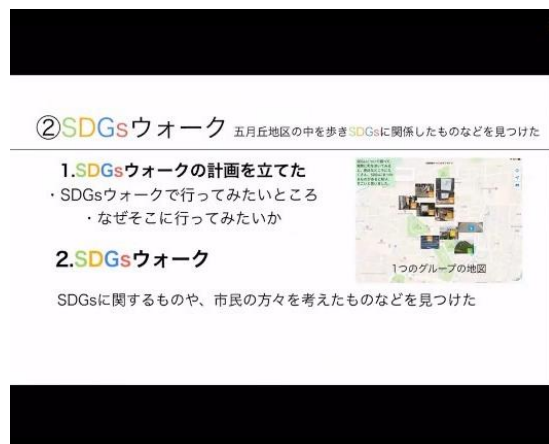 ②SDGsウォーク 五月丘地区の中を歩きSDGsに関係したものなどを見つけた
1.SDGsウォークの計画を立てた
・SDGsウォークで行ってみたいところ
・なぜそこに行ってみたいか
1つのグループの地図
2.SDGsウォーク
SDGsに関するものや、市民の方々を考えたものなどを見つけた